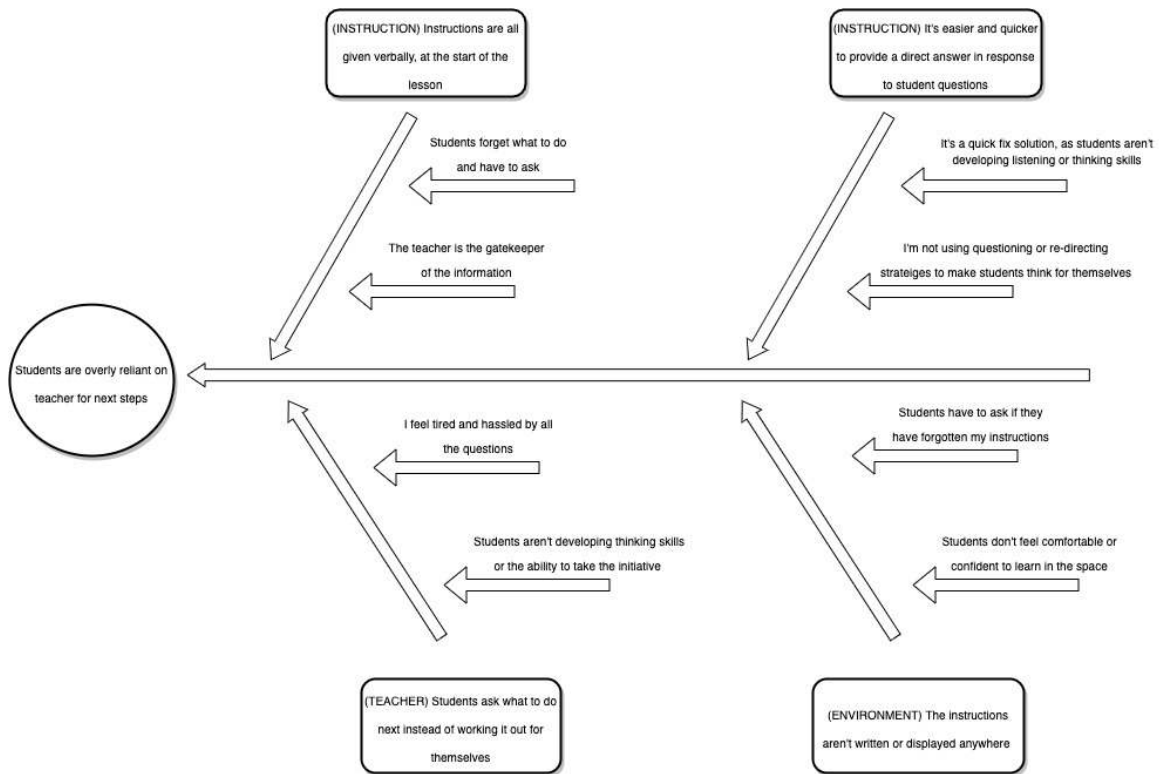 (INSTRUCTION) Instructions are all
given verbally, at the start of the
lesson
(INSTRUCTION) It's easier and quicker
to provide a direct answer in response
to student questions
Students forget what to do
and have to ask
It's a quick fix solution, as students aren't
developing listening or thinking skills
The teacher is the gatekeeper
of the information
I'm not using questioning or re-directing
strateiges to make students think for themselves
Students are overly reliant on
teacher for next steps
I feel tired and hassled by all
the questions
Students have to ask if they
have forgotten my instructions
Students aren't developing thinking skills
or the ability to take the initiative
Students don't feel comfortable or
confident to learn in the space
(TEACHER) Students ask what to do
next instead of working it out for
themselves
(ENVIRONMENT) The instructions
aren't written or displayed anywhere